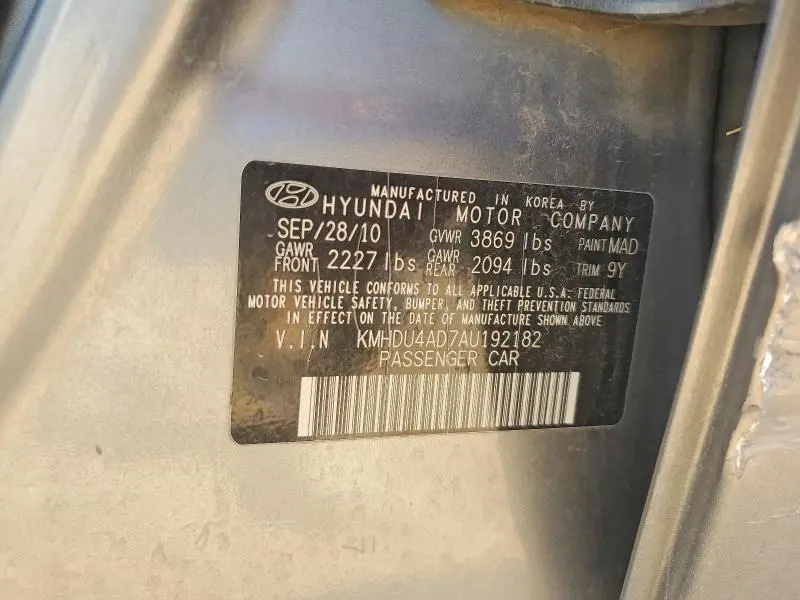 MANUFACTURED IN KOREA BY
HYUNDAI MOTOR COMPANY
SEP/28/10 GVWR 3869 lbs PAINT MAD
GAWR FRONT 2227 lbs GAWR REAR 2094 lbs TRIM 9Y
THIS VEHICLE CONFORMS TO ALL APPLICABLE U.S.A. FEDERAL
MOTOR VEHICLE SAFETY, BUMPER, AND THEFT PREVENTION STANDARDS
IN EFFECT ON THE DATE OF MANUFACTURE SHOWN ABOVE
V.I.N KMHDU4AD7AU192182
PASSENGER CAR